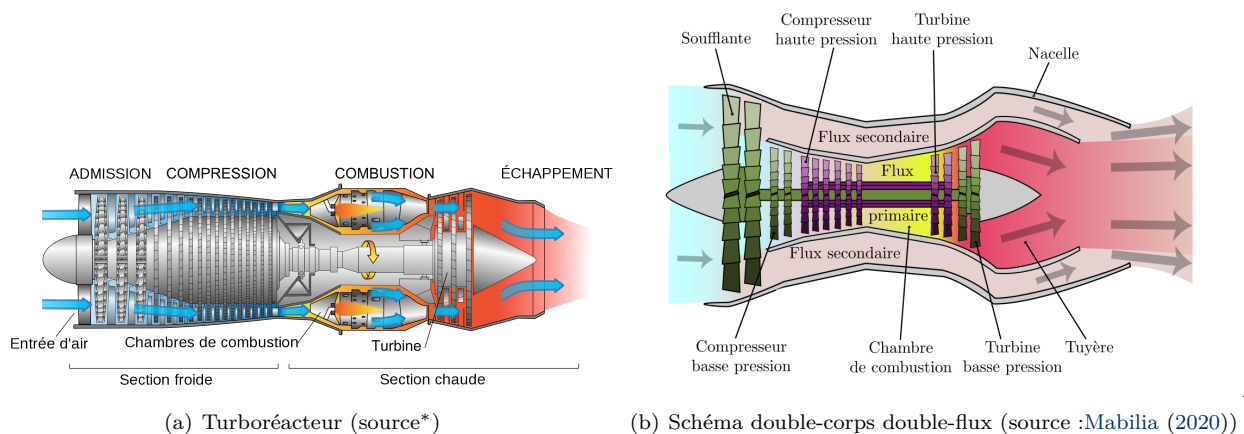 ADMISSION COMPRESSION COMBUSTION ÉCHAPPEMENT
Entrée d'air
Chambres de combustion
Turbine
Section froide
Section chaude
(a) Turboréacteur (source*)
Soufflante
Compresseur
haute pression
Turbine
haute pression
Nacelle
Flux secondaire
Flux
primaire
Flux secondaire
Compresseur
basse pression
Chambre
de combustion
Turbine
basse pression
Tuyère
(b) Schéma double-corps double-flux (source :Mabilia (2020))